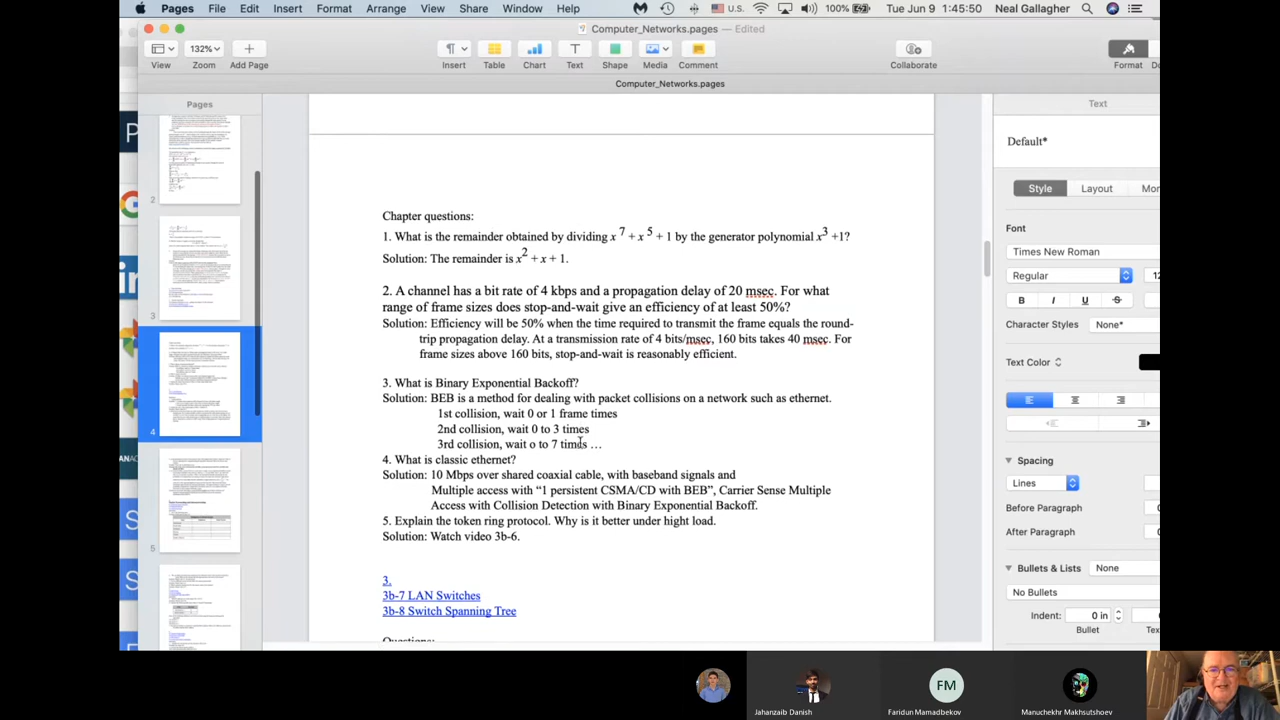 Pages File Edit Insert Format Arrange View Share Window Help U.S. 100% Tue Jun 9 14:45:50 Neal Gallagher
Computer_Networks.pages — Edited
132%
View Zoom Add Page Insert Table Chart Text Shape Media Comment Collaborate Format
Computer_Networks.pages
Pages
2
3
4
5
Chapter questions:
1. What is the remainder obtained by dividing x 7 + x 5 + 1 by the generator polynomial x3 +1?
Solution: The remainder is x2 + x + 1.
2. A channel has a bit rate of 4 kbps and a propagation delay of 20 msec. For what
range of frame sizes does stop-and-wait give an efficiency of at least 50%?
Solution: Efficiency will be 50% when the time required to transmit the frame equals the round-
trip propagation delay. At a transmission rate of 4 bits/msec, 160 bits takes 40 msec. For
frame sizes above 160 bits, stop-and-wait is reasonably efficient.
3. What is Binary Exponential Backoff?
Solution: BEB is a method for dealing with packet collisions on a network such as ethernet.
1st collision, wait 0 or 1 frame times
2nd collision, wait 0 to 3 times
3rd collision, wait o to 7 times …
4. What is classic ethernet?
Solution: 10 Mbps over shared coaxial cable, with baseband signals and
Multiple access with “1 persistent CSMA/CD with BEB”, Carrier Sense Multiple
Access with Collision Detection with Binary Exponential Backoff.
5. Explain the token ring protocol. Why is it better under hight load.
Solution: Watch video 3b-6.
3.
3b-7 LAN Switches
3b-8 Switch Spanning Tree
Questions:
Text
Default*
Style Layout Mo
Font
Times New Roman
Regular 12
B I U S
Character Styles None*
Text Color
Spacing
Lines
Before Paragraph
After Paragraph
Bullets & Lists None
No Bullets
Indent: 0 in
Bullet
FM
Jahanzaib Danish
Faridun Mamadbekov
Manuchekhr Makhsutshoev